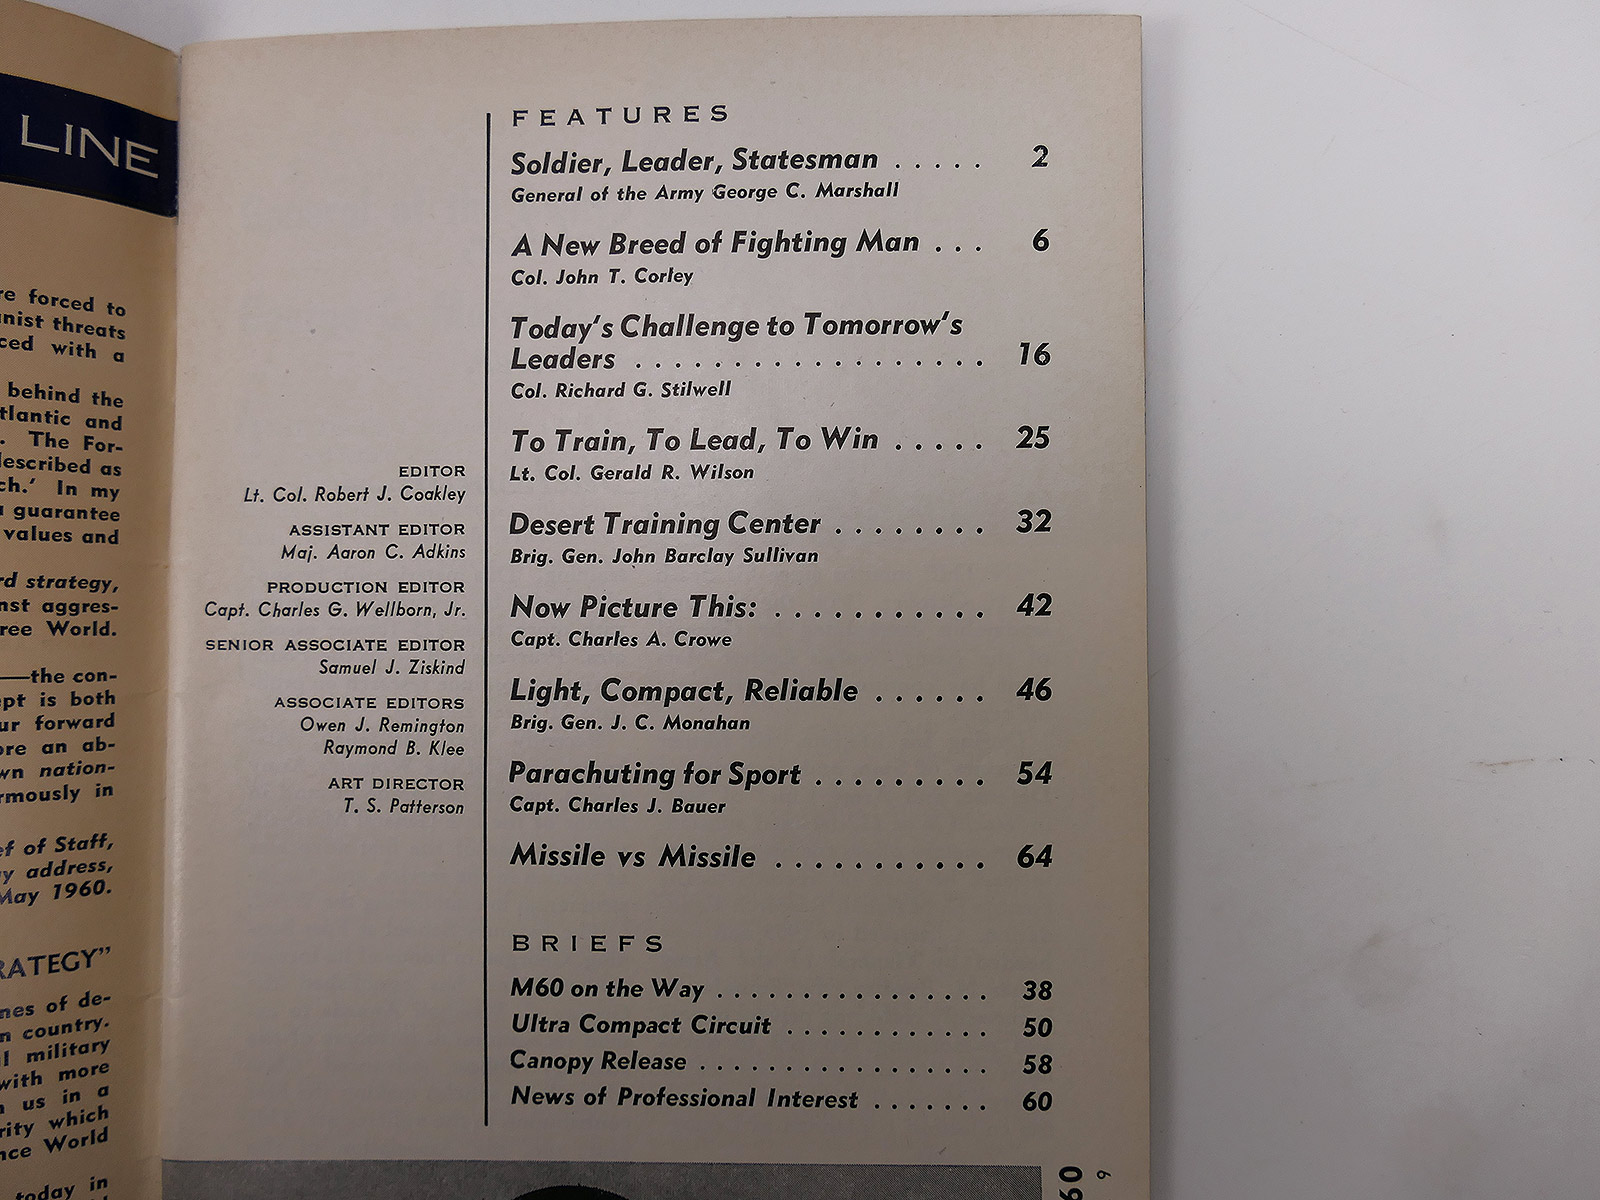 LINE
re forced to
nist threats
ced with a
behind the
tlantic and
. The For-
lescribed as
ch.' In my
guarantee
values and
rd strategy,
nst aggres-
ree World.
—the con-
ept is both
ur forward
ore an ab-
wn nation-
rmously in
ef of Staff,
y address,
May 1960.
RATEGY”
nes of de-
n country.
l military
with more
n us in a
rity which
nce World
today in
EDITOR
Lt. Col. Robert J. Coakley
ASSISTANT EDITOR
Maj. Aaron C. Adkins
PRODUCTION EDITOR
Capt. Charles G. Wellborn, Jr.
SENIOR ASSOCIATE EDITOR
Samuel J. Ziskind
ASSOCIATE EDITORS
Owen J. Remington
Raymond B. Klee
ART DIRECTOR
T. S. Patterson
FEATURES
Soldier, Leader, Statesman . . . . . 2
General of the Army George C. Marshall
A New Breed of Fighting Man . . . 6
Col. John T. Corley
Today's Challenge to Tomorrow's
Leaders . . . . . . . . . . . . . . . . . 16
Col. Richard G. Stilwell
To Train, To Lead, To Win . . . . . 25
Lt. Col. Gerald R. Wilson
Desert Training Center . . . . . . . . 32
Brig. Gen. John Barclay Sullivan
Now Picture This: . . . . . . . . . . . 42
Capt. Charles A. Crowe
Light, Compact, Reliable . . . . . . 46
Brig. Gen. J. C. Monahan
Parachuting for Sport . . . . . . . . . 54
Capt. Charles J. Bauer
Missile vs Missile . . . . . . . . . . . 64
BRIEFS
M60 on the Way . . . . . . . . . . . . . . . . 38
Ultra Compact Circuit . . . . . . . . . . . . 50
Canopy Release . . . . . . . . . . . . . . . . . 58
News of Professional Interest . . . . . . . 60
60